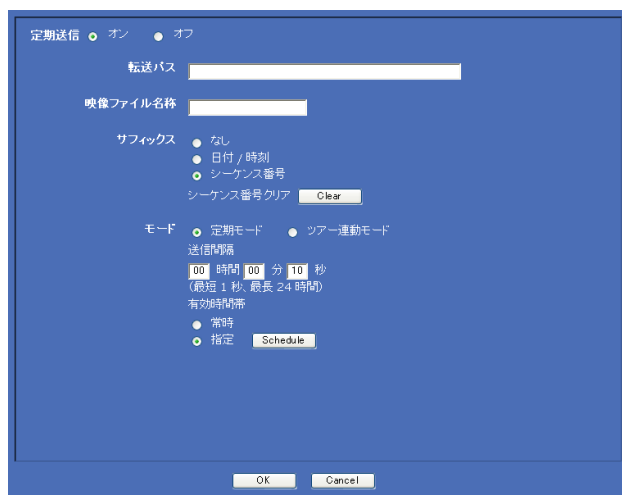 定期送信 オン オフ
転送パス
映像ファイル名称
サフィックス なし
日付 / 時刻
シーケンス番号
シーケンス番号クリア Clear
モード 定期モード ツアー連動モード
送信間隔
00 時間 00 分 10 秒
(最短 1 秒、最長 24 時間)
有効時間帯
常時
指定 Schedule
OK Cancel